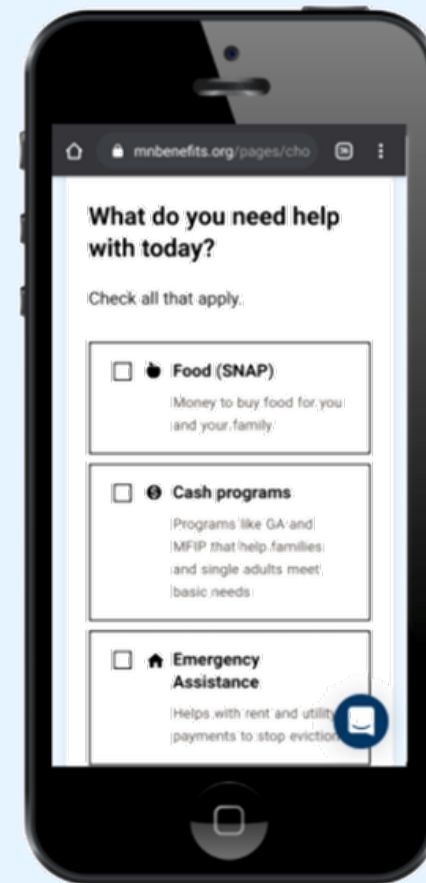 mnbenefits.org/pages/cho
What do you need help
with today?
Check all that apply.
Food (SNAP)
Money to buy food for you
and your family
Cash programs
Programs like GA and
MFIP that help families
and single adults meet
basic needs
Emergency
Assistance
Helps with rent and utility
payments to stop eviction